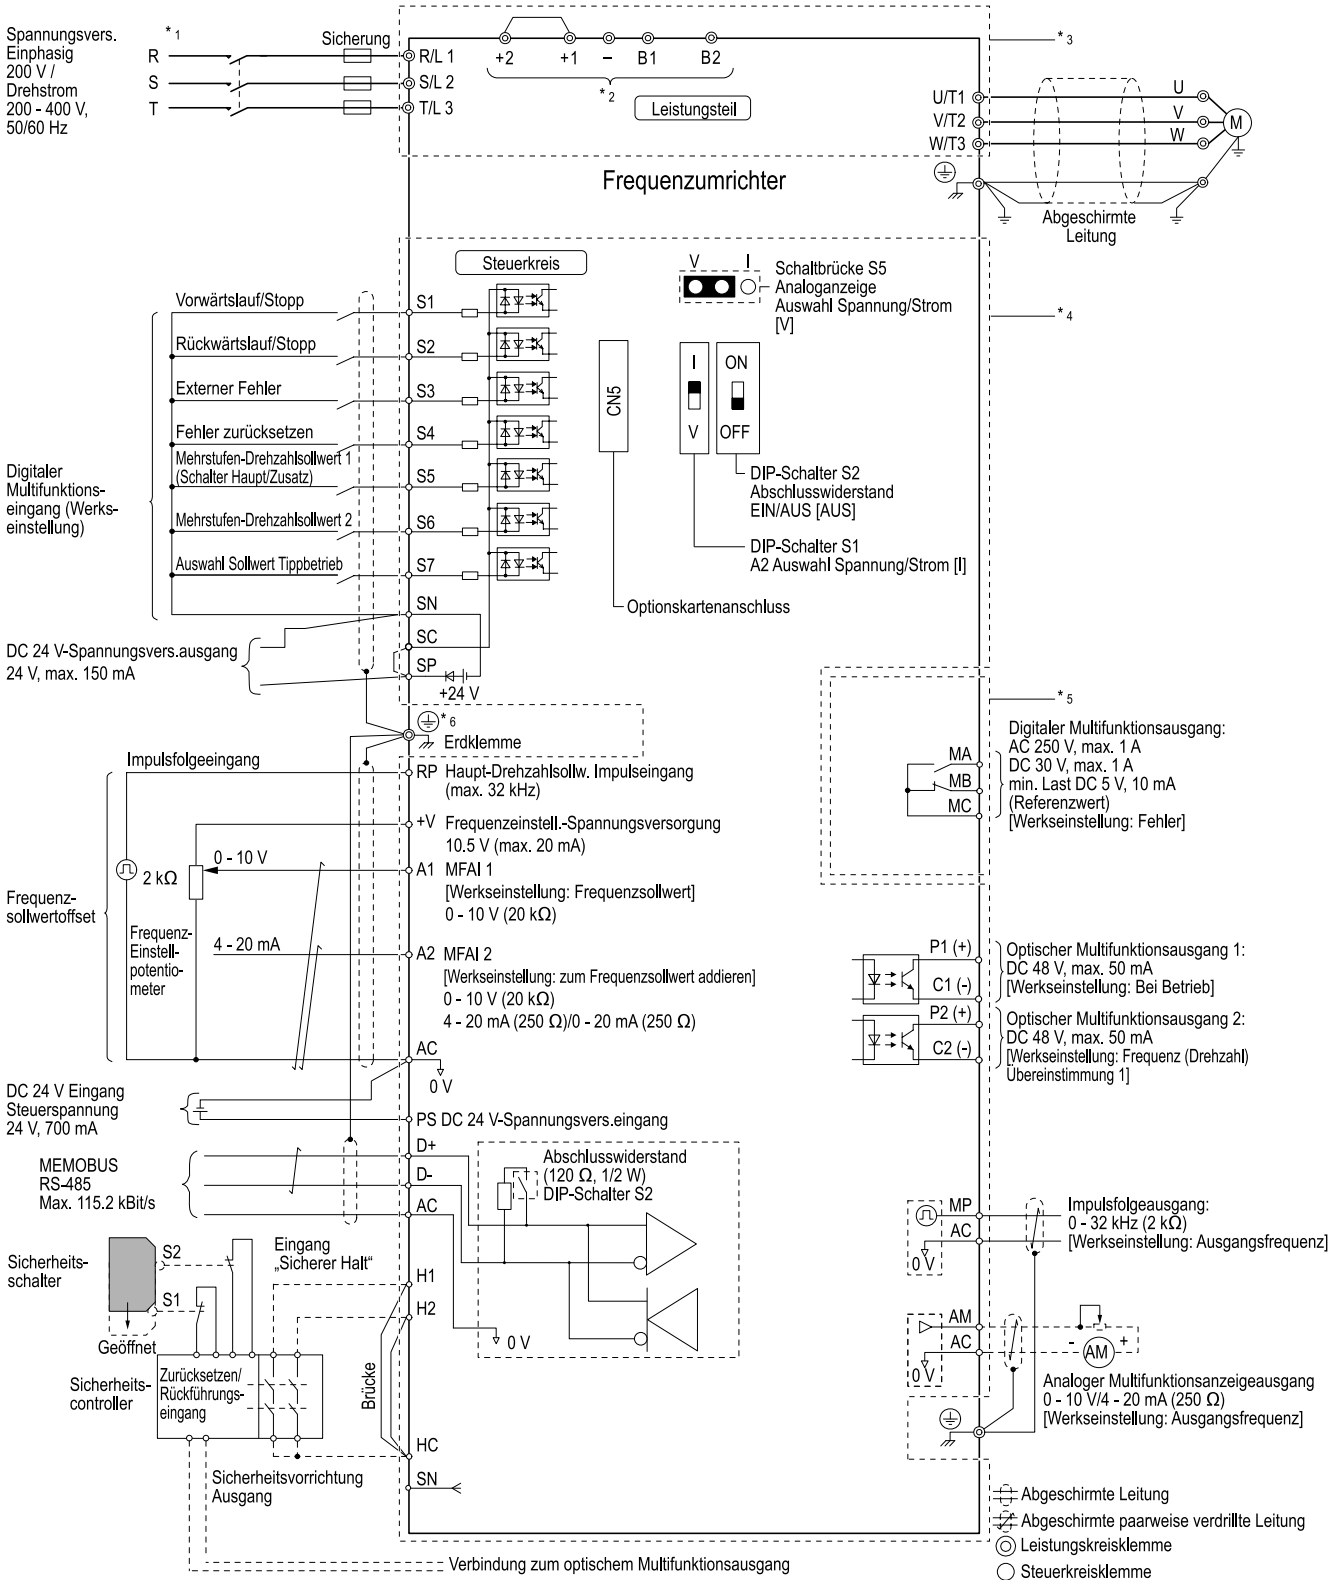 Spannungsvers.
Einphasig
200 V /
Drehstrom
200 - 400 V,
50/60 Hz
*1
R
S
T
Sicherung
R/L 1
S/L 2
T/L 3
+2
+1
–
B1
B2
*2
Leistungsteil
*3
U/T1
V/T2
W/T3
U
V
W
M
Abgeschirmte
Leitung
Frequenzumrichter
Steuerkreis
Digitaler
Multifunktions-
eingang (Werks-
einstellung)
Vorwärtslauf/Stopp
Rückwärtslauf/Stopp
Externer Fehler
Fehler zurücksetzen
Mehrstufen-Drehzahlsollwert 1
(Schalter Haupt/Zusatz)
Mehrstufen-Drehzahlsollwert 2
Auswahl Sollwert Tippbetrieb
S1
S2
S3
S4
S5
S6
S7
SN
SC
SP
+24 V
DC 24 V-Spannungsvers.ausgang
24 V, max. 150 mA
V
I
Schaltbrücke S5
Analoganzeige
Auswahl Spannung/Strom
[V]
*4
CN5
I
V
ON
OFF
DIP-Schalter S2
Abschlusswiderstand
EIN/AUS [AUS]
DIP-Schalter S1
A2 Auswahl Spannung/Strom [I]
Optionskartenanschluss
*6
Erdklemme
*5
MA
MB
MC
Digitaler Multifunktionsausgang:
AC 250 V, max. 1 A
DC 30 V, max. 1 A
min. Last DC 5 V, 10 mA
(Referenzwert)
[Werkseinstellung: Fehler]
Frequenz-
sollwertoffset
Impulsfolgeeingang
2 kΩ
0 - 10 V
Frequenz-
Einstell-
potentio-
meter
4 - 20 mA
RP Haupt-Drehzahlsollw. Impulseingang
(max. 32 kHz)
+V Frequenzeinstell.-Spannungsversorgung
10.5 V (max. 20 mA)
A1 MFAI 1
[Werkseinstellung: Frequenzsollwert]
0 - 10 V (20 kΩ)
A2 MFAI 2
[Werkseinstellung: zum Frequenzsollwert addieren]
0 - 10 V (20 kΩ)
4 - 20 mA (250 Ω)/0 - 20 mA (250 Ω)
AC
0 V
P1 (+)
C1 (-)
Optischer Multifunktionsausgang 1:
DC 48 V, max. 50 mA
[Werkseinstellung: Bei Betrieb]
P2 (+)
C2 (-)
Optischer Multifunktionsausgang 2:
DC 48 V, max. 50 mA
[Werkseinstellung: Frequenz (Drehzahl)
Übereinstimmung 1]
DC 24 V Eingang
Steuerspannung
24 V, 700 mA
PS DC 24 V-Spannungsvers.eingang
MEMOBUS
RS-485
Max. 115.2 kBit/s
D+
D-
AC
Abschlusswiderstand
(120 Ω, 1/2 W)
DIP-Schalter S2
0 V
Sicherheits-
schalter
S2
S1
Geöffnet
Eingang
„Sicherer Halt“
H1
H2
Brücke
HC
SN
Sicherheits-
controller
Zurücksetzen/
Rückführungs-
eingang
Sicherheitsvorrichtung
Ausgang
Verbindung zum optischem Multifunktionsausgang
MP
AC
0 V
Impulsfolgeausgang:
0 - 32 kHz (2 kΩ)
[Werkseinstellung: Ausgangsfrequenz]
AM
AC
0 V
-
AM
+
Analoger Multifunktionsanzeigeausgang
0 - 10 V/4 - 20 mA (250 Ω)
[Werkseinstellung: Ausgangsfrequenz]
Abgeschirmte Leitung
Abgeschirmte paarweise verdrillte Leitung
Leistungskreisklemme
Steuerkreisklemme